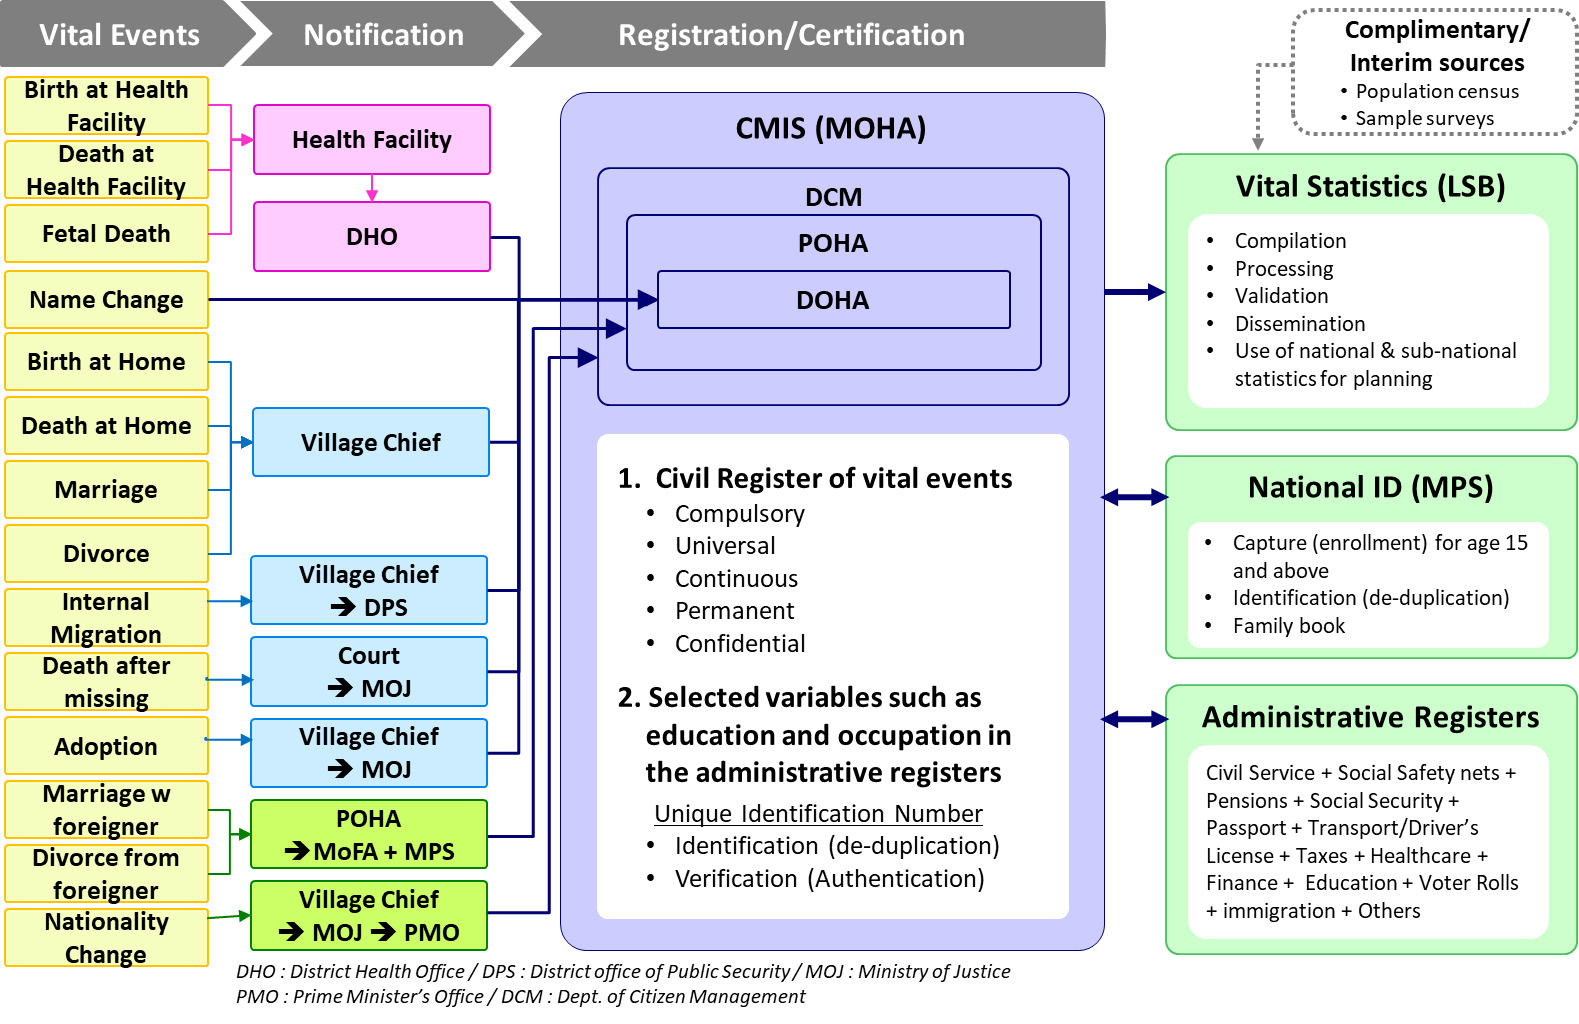 Vital Events
Notification
Registration/Certification
Birth at Health
Facility
Death at
Health Facility
Fetal Death
Name Change
Birth at Home
Death at Home
Marriage
Divorce
Internal
Migration
Death after
missing
Adoption
Marriage w
foreigner
Divorce from
foreigner
Nationality
Change
Health Facility
DHO
Village Chief
Village Chief
➔ DPS
Court
➔ MOJ
Village Chief
➔ MOJ
POHA
➔MoFA + MPS
Village Chief
➔ MOJ ➔ PMO
CMIS (MOHA)
DCM
POHA
DOHA
1. Civil Register of vital events
• Compulsory
• Universal
• Continuous
• Permanent
• Confidential
2. Selected variables such as
education and occupation in
the administrative registers
Unique Identification Number
• Identification (de-duplication)
• Verification (Authentication)
Complimentary/
Interim sources
• Population census
• Sample surveys
Vital Statistics (LSB)
• Compilation
• Processing
• Validation
• Dissemination
• Use of national & sub-national
statistics for planning
National ID (MPS)
• Capture (enrollment) for age 15
and above
• Identification (de-duplication)
• Family book
Administrative Registers
Civil Service + Social Safety nets +
Pensions + Social Security +
Passport + Transport/Driver’s
License + Taxes + Healthcare +
Finance + Education + Voter Rolls
+ immigration + Others
DHO : District Health Office / DPS : District office of Public Security / MOJ : Ministry of Justice
PMO : Prime Minister’s Office / DCM : Dept. of Citizen Management